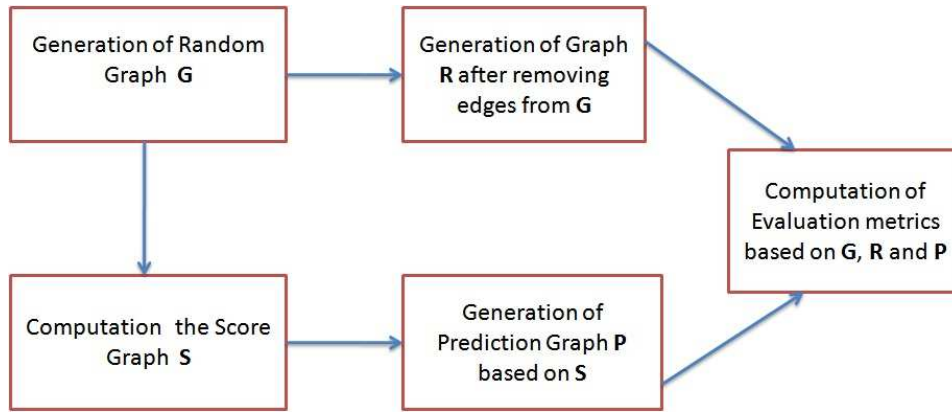 Generation of Random
Graph G
Generation of Graph
R after removing
edges from G
Computation of
Evaluation metrics
based on G, R and P
Computation the Score
Graph S
Generation of
Prediction Graph P
based on S